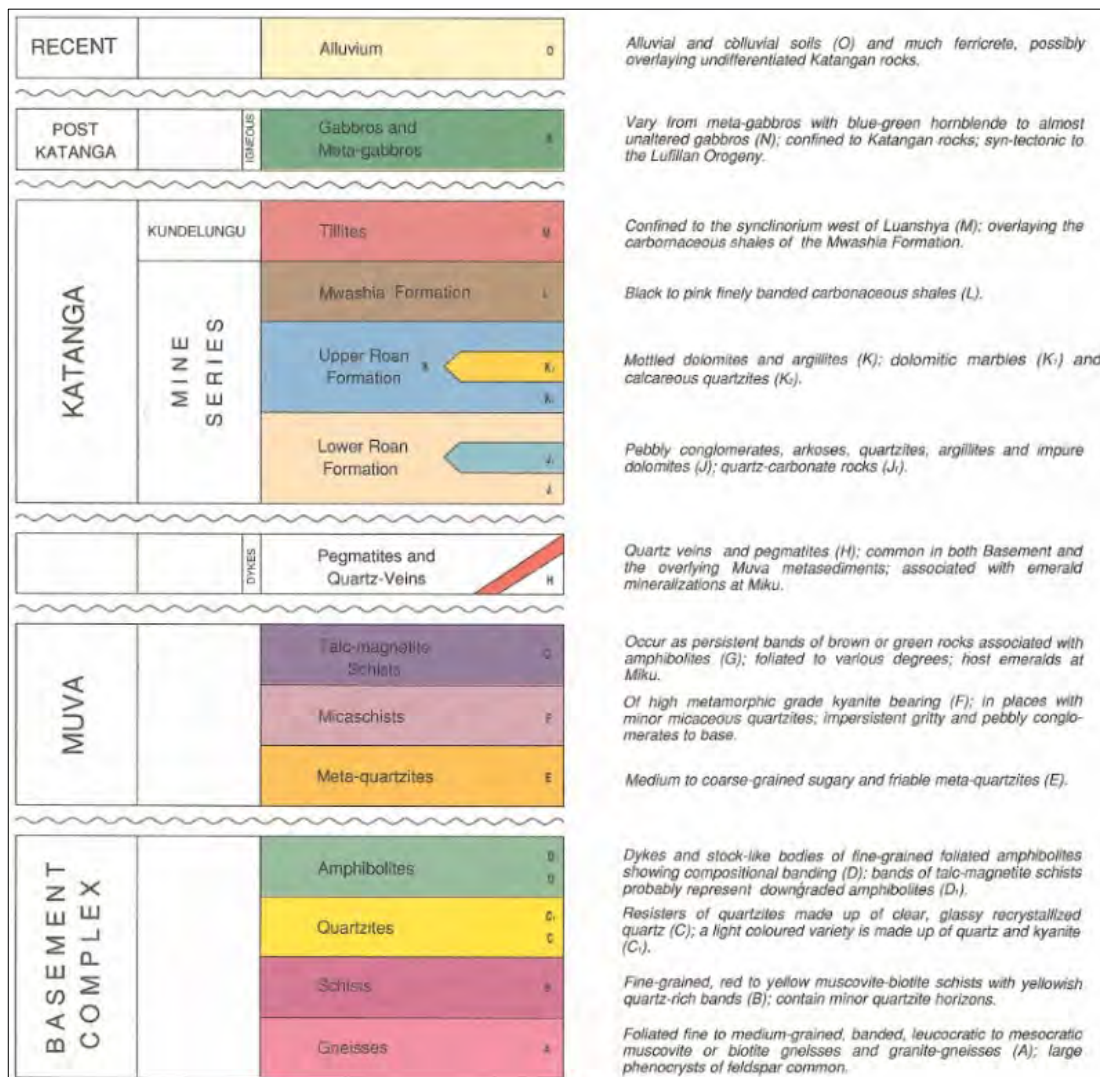 RECENT
Alluvium
O
Alluvial and colluvial soils (O) and much ferricrete, possibly
overlaying undifferentiated Katangan rocks.
POST
KATANGA
IGNEOUS
Gabbros and
Meta-gabbros
Vary from meta-gabbros with blue-green hornblende to almost
unaltered gabbros (N); confined to Katangan rocks; syn-tectonic to
the Lufilian Orogeny.
KATANGA
KUNDELUNGU
Tillites
M
Confined to the synclinorium west of Luanshya (M); overlaying the
carbornaceous shales of the Mwashia Formation.
MINE
SERIES
Mwashia Formation
L
Black to pink finely banded carbonaceous shales (L).
Upper Roan
Formation
K
Mottled dolomites and argillites (K); dolomitic marbles (K₁) and
calcareous quartzites (K₂).
Lower Roan
Formation
J₁
J
Pebbly conglomerates, arkoses, quartzites, argillites and impure
dolomites (J); quartz-carbonate rocks (J₁).
DYKES
Pegmatites and
Quartz-Veins
H
Quartz veins and pegmatites (H); common in both Basement and
the overlying Muva metasediments; associated with emerald
mineralizations at Miku.
MUVA
Talc-magnetite
Schists
G
Occur as persistent bands of brown or green rocks associated with
amphibolites (G); foliated to various degrees; host emeralds at
Miku.
Micaschists
F
Of high metamorphic grade kyanite bearing (F); in places with
minor micaceous quartzites; impersistent gritty and pebbly conglo-
merates to base.
Meta-quartzites
E
Medium to coarse-grained sugary and friable meta-quartzites (E).
BASEMENT
COMPLEX
Amphibolites
D
D
Dykes and stock-like bodies of fine-grained foliated amphibolites
showing compositional banding (D); bands of talc-magnetite schists
probably represent downgraded amphibolites (D₁).
Quartzites
C₁
C
Resisters of quartzites made up of clear, glassy recrystallized
quartz (C); a light coloured variety is made up of quartz and kyanite
(C₁).
Schists
B
Fine-grained, red to yellow muscovite-biotite schists with yellowish
quartz-rich bands (B); contain minor quartzite horizons.
Gneisses
A
Foliated fine to medium-grained, banded, leucocratic to mesocratic
muscovite or biotite gneisses and granite-gneisses (A); large
phenocrysts of feldspar common.